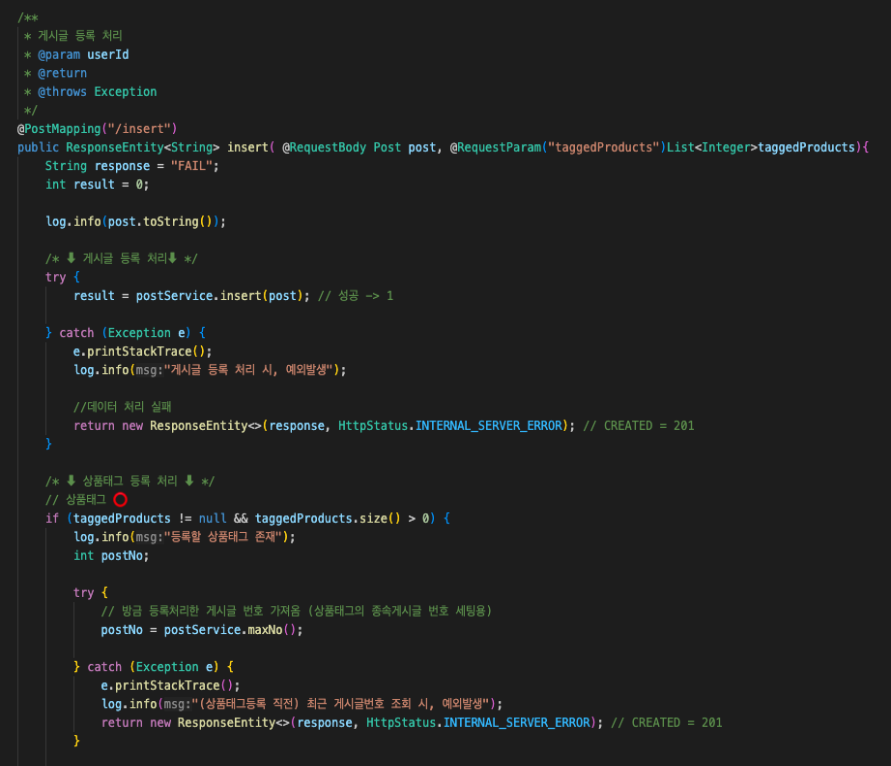 /**
 * 게시글 등록 처리
 * @param userId
 * @return
 * @throws Exception
 */
@PostMapping("/insert")
public ResponseEntity<String> insert( @RequestBody Post post, @RequestParam("taggedProducts")List<Integer>taggedProducts){
    String response = "FAIL";
    int result = 0;

    log.info(post.toString());

    /* ⬇ 게시글 등록 처리⬇ */
    try {
        result = postService.insert(post); // 성공 -> 1

    } catch (Exception e) {
        e.printStackTrace();
        log.info(msg:"게시글 등록 처리 시, 예외발생");

        //데이터 처리 실패
        return new ResponseEntity<>(response, HttpStatus.INTERNAL_SERVER_ERROR); // CREATED = 201
    }

    /* ⬇ 상품태그 등록 처리 ⬇ */
    // 상품태그 ⭕
    if (taggedProducts != null && taggedProducts.size() > 0) {
        log.info(msg:"등록할 상품태그 존재");
        int postNo;

        try {
            // 방금 등록처리한 게시글 번호 가져옴 (상품태그의 종속게시글 번호 세팅용)
            postNo = postService.maxNo();

        } catch (Exception e) {
            e.printStackTrace();
            log.info(msg:"(상품태그등록 직전) 최근 게시글번호 조회 시, 예외발생");
            return new ResponseEntity<>(response, HttpStatus.INTERNAL_SERVER_ERROR); // CREATED = 201
        }